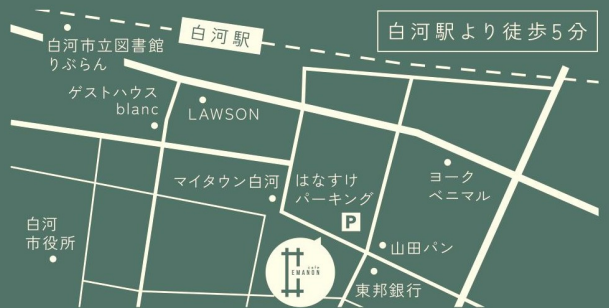 白河駅より徒歩5分
白河駅
白河市立図書館
りぶらん
ゲストハウス
blanc
LAWSON
マイタウン白河
はなすけ
パーキング
P
ヨーク
ベニマル
白河
市役所
山田パン
東邦銀行
cafe
EMANON